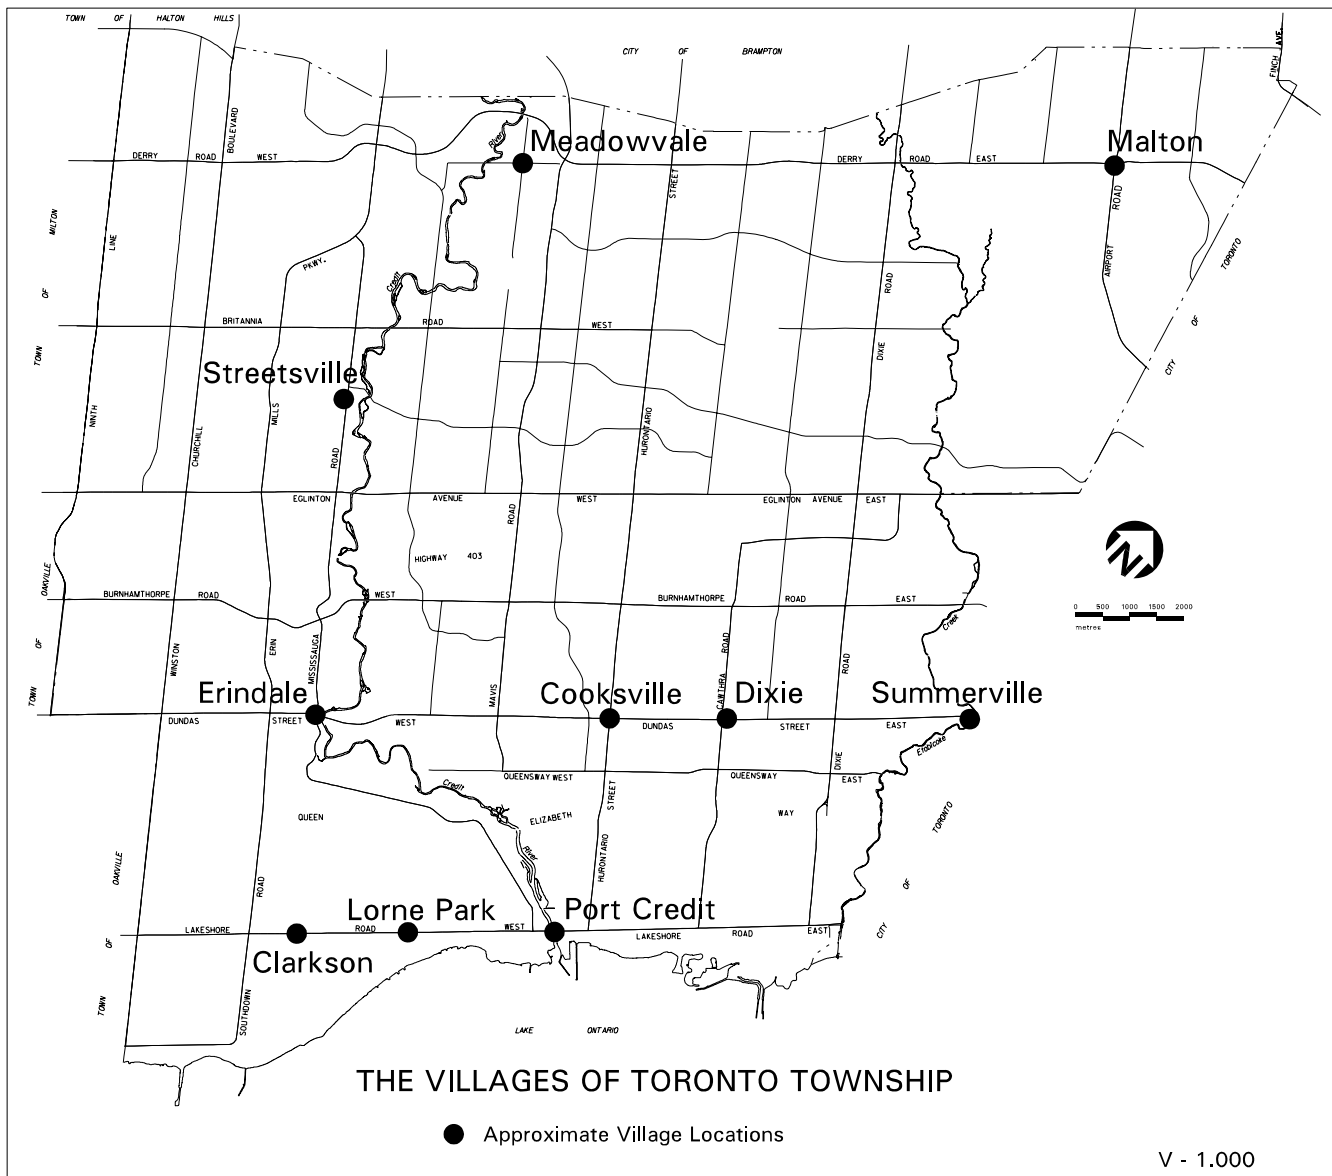 TOWN OF HALTON HILLS
CITY OF BRAMPTON
FINCH AVE.
BOULEVARD
River
Meadowvale
Malton
DERRY ROAD WEST
DERRY ROAD EAST
STREET
ROAD
MILTON
OF
TOWN
LINE
NINTH
PKWY.
Credit
AIRPORT
TORONTO
OF
CITY
ROAD
DIXIE
BRITANNIA ROAD WEST
Streetsville
MILLS
CHURCHILL
ROAD
HURONTARIO
EGLINTON AVENUE WEST
EGLINTON AVENUE EAST
ROAD
HIGHWAY 403
N
0 500 1000 1500 2000
metres
OAKVILLE
OF
TOWN
BURNHAMTHORPE ROAD WEST
BURNHAMTHORPE ROAD EAST
Creek
WINSTON
ERIN
MISSISSAUGA
MAVIS
CAWTHRA ROAD
ROAD
Erindale
Cooksville
Dixie
Summerville
DUNDAS STREET WEST
DUNDAS STREET EAST
Etobicoke
DIXIE
QUEENSWAY WEST
QUEENSWAY EAST
Credit
STREET
QUEEN ELIZABETH WAY
TORONTO
OF
CITY
River
HURONTARIO
OAKVILLE
OF
TOWN
ROAD
Lorne Park
Port Credit
LAKESHORE ROAD WEST
LAKESHORE ROAD EAST
Clarkson
SOUTHDOWN
LAKE ONTARIO
THE VILLAGES OF TORONTO TOWNSHIP
Approximate Village Locations
V - 1.000